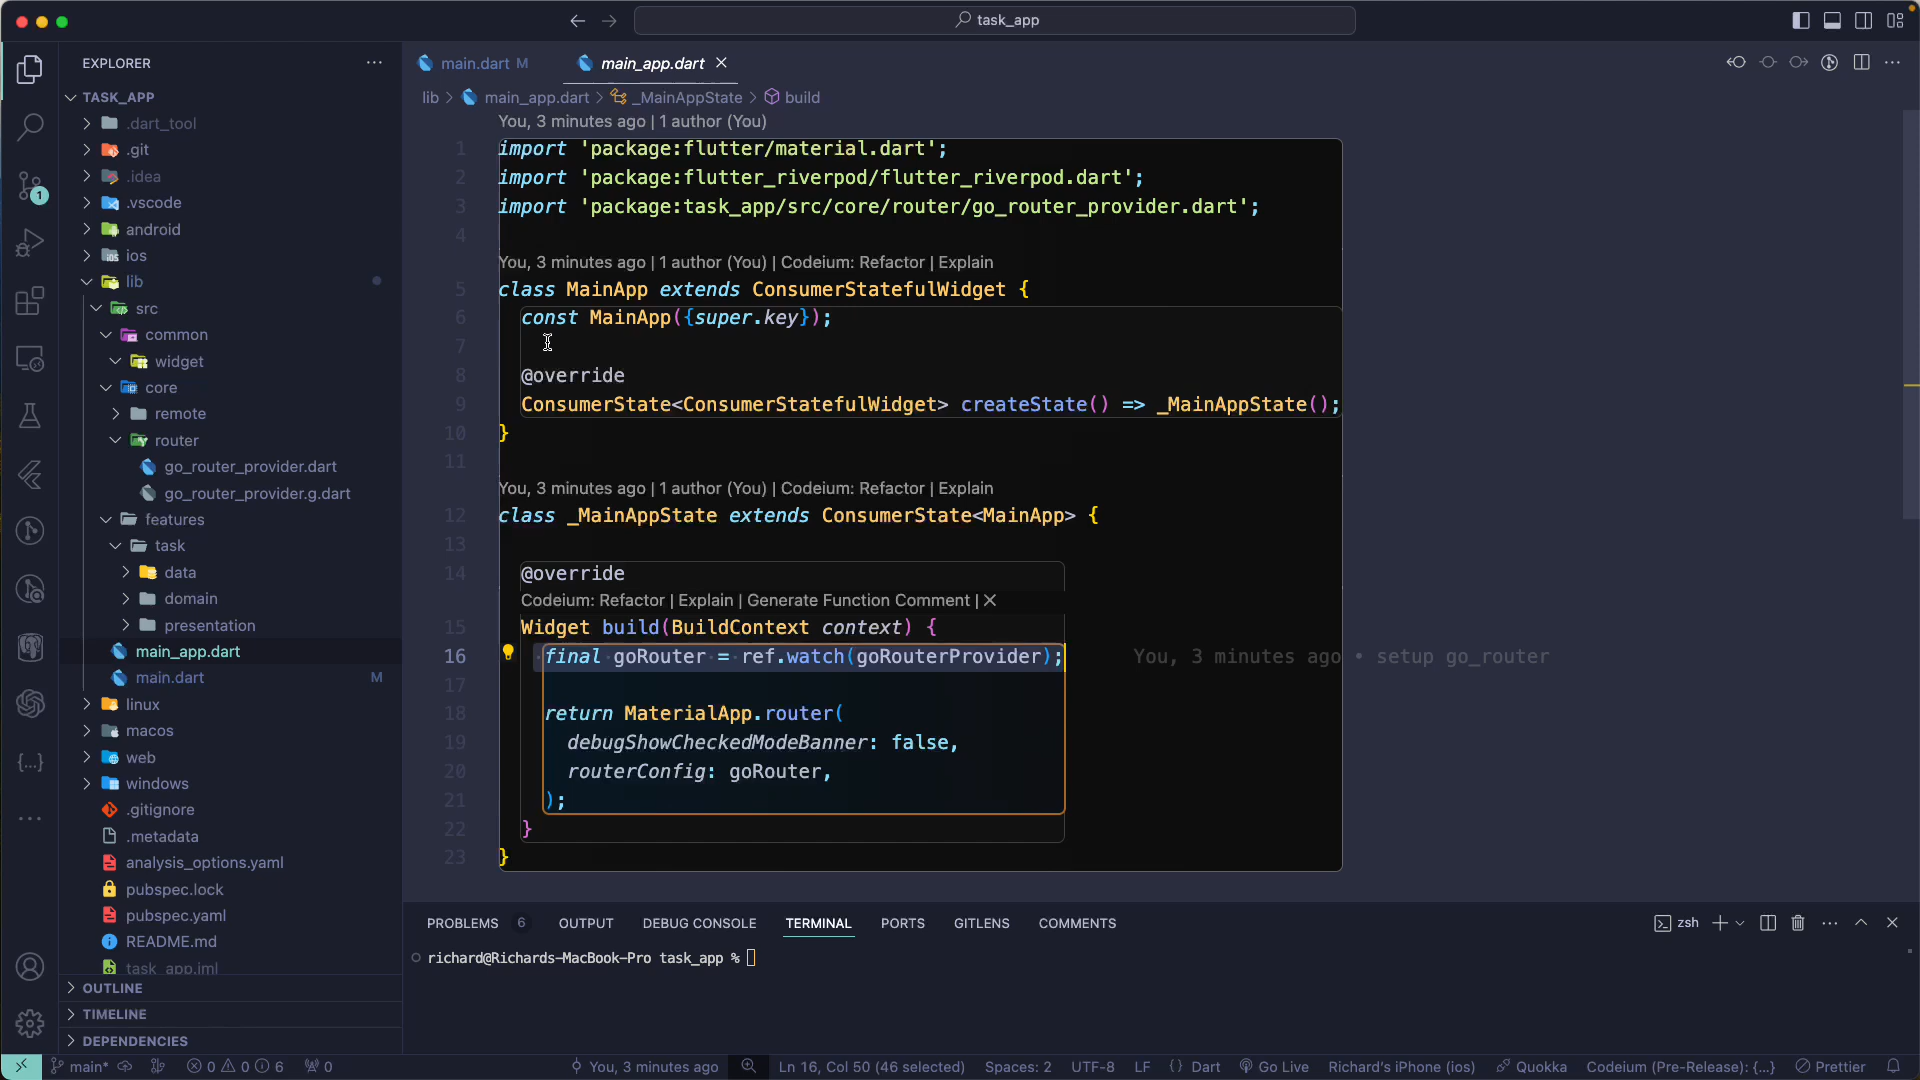 task_app
EXPLORER
TASK_APP
.dart_tool
.git
.idea
.vscode
android
ios
lib
src
common
widget
core
remote
router
go_router_provider.dart
go_router_provider.g.dart
features
task
data
domain
presentation
main_app.dart
main.dart M
linux
macos
web
windows
.gitignore
.metadata
analysis_options.yaml
pubspec.lock
pubspec.yaml
README.md
task_app.iml
OUTLINE
TIMELINE
DEPENDENCIES
1
main.dart M
main_app.dart
lib > main_app.dart > _MainAppState > build
You, 3 minutes ago | 1 author (You)
1 import 'package:flutter/material.dart';
2 import 'package:flutter_riverpod/flutter_riverpod.dart';
3 import 'package:task_app/src/core/router/go_router_provider.dart';
4
You, 3 minutes ago | 1 author (You) | Codeium: Refactor | Explain
5 class MainApp extends ConsumerStatefulWidget {
6 const MainApp({super.key});
7
8 @override
9 ConsumerState<ConsumerStatefulWidget> createState() => _MainAppState();
10 }
11
You, 3 minutes ago | 1 author (You) | Codeium: Refactor | Explain
12 class _MainAppState extends ConsumerState<MainApp> {
13
14 @override
Codeium: Refactor | Explain | Generate Function Comment | ✕
15 Widget build(BuildContext context) {
16 final goRouter = ref.watch(goRouterProvider); You, 3 minutes ago • setup go_router
17
18 return MaterialApp.router(
19 debugShowCheckedModeBanner: false,
20 routerConfig: goRouter,
21 );
22 }
23 }
PROBLEMS 6 OUTPUT DEBUG CONSOLE TERMINAL PORTS GITLENS COMMENTS
zsh
richard@Richards-MacBook-Pro task_app %
main* 0 0 6 0 You, 3 minutes ago Ln 16, Col 50 (46 selected) Spaces: 2 UTF-8 LF {} Dart Go Live Richard's iPhone (ios) Quokka Codeium (Pre-Release): {...} Prettier